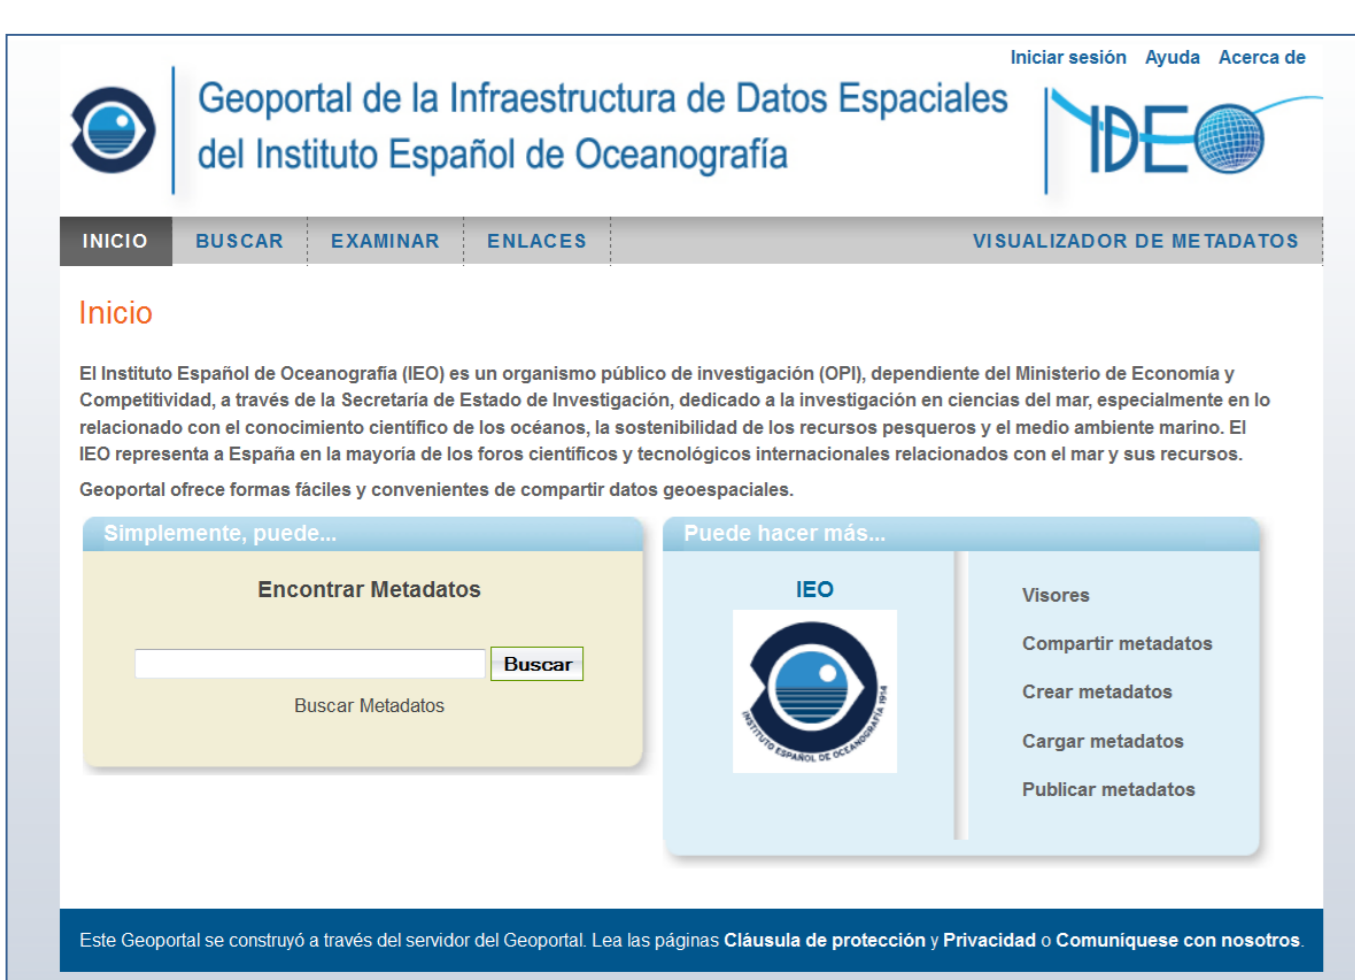 Iniciar sesión Ayuda Acerca de
Geoportal de la Infraestructura de Datos Espaciales
del Instituto Español de Oceanografía
IDEO
INICIO BUSCAR EXAMINAR ENLACES VISUALIZADOR DE METADATOS
Inicio
El Instituto Español de Oceanografía (IEO) es un organismo público de investigación (OPI), dependiente del Ministerio de Economía y
Competitividad, a través de la Secretaría de Estado de Investigación, dedicado a la investigación en ciencias del mar, especialmente en lo
relacionado con el conocimiento científico de los océanos, la sostenibilidad de los recursos pesqueros y el medio ambiente marino. El
IEO representa a España en la mayoría de los foros científicos y tecnológicos internacionales relacionados con el mar y sus recursos.
Geoportal ofrece formas fáciles y convenientes de compartir datos geoespaciales.
Simplemente, puede...
Encontrar Metadatos
Buscar
Buscar Metadatos
Puede hacer más...
IEO
INSTITUTO ESPAÑOL DE OCEANOGRAFÍA 1914
Visores
Compartir metadatos
Crear metadatos
Cargar metadatos
Publicar metadatos
Este Geoportal se construyó a través del servidor del Geoportal. Lea las páginas Cláusula de protección y Privacidad o Comuníquese con nosotros.